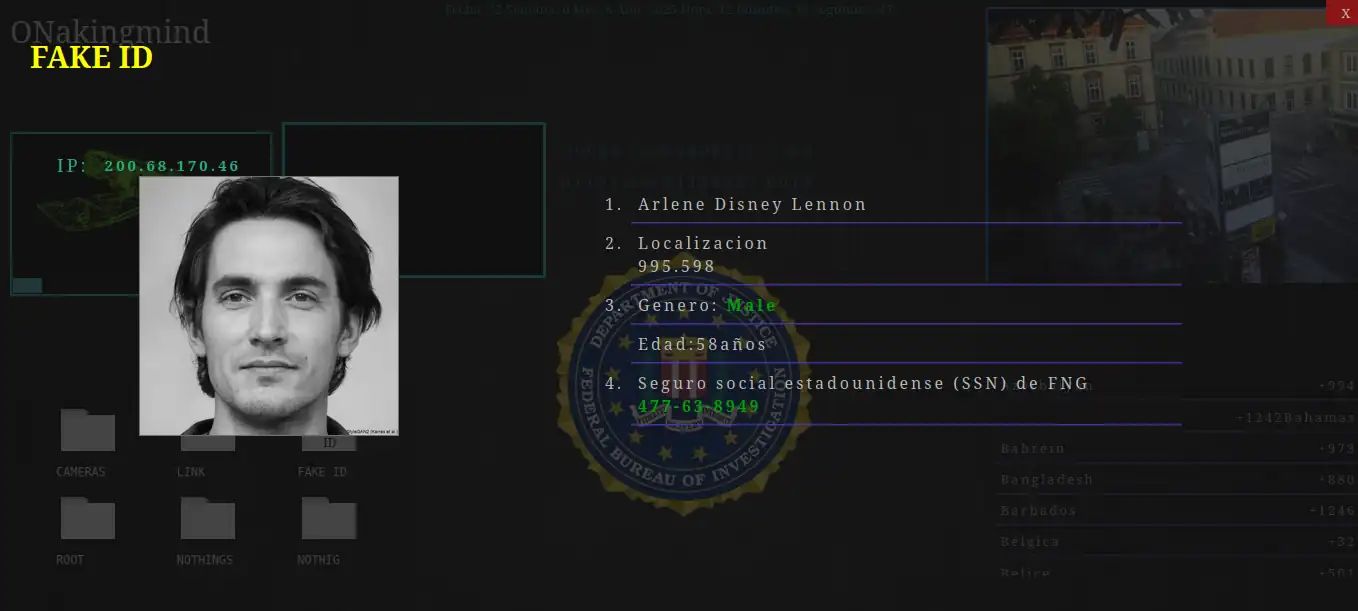 ONakingmind
FAKE ID
X
IP: 200.68.170.46
1. Arlene Disney Lennon
2. Localizacion
995.598
3. Genero: Male
Edad:58años
4. Seguro social estadounidense (SSN) de FNG
477-63-8949
DEPARTMENT OF JUSTICE
FEDERAL BUREAU OF INVESTIGATION
ID
CAMERAS
LINK
FAKE ID
ROOT
NOTHINGS
NOTHIG
+994
+1242Bahamas
Bahrein +973
Bangladesh +880
Barbados +1246
Belgica +32
Belice +501